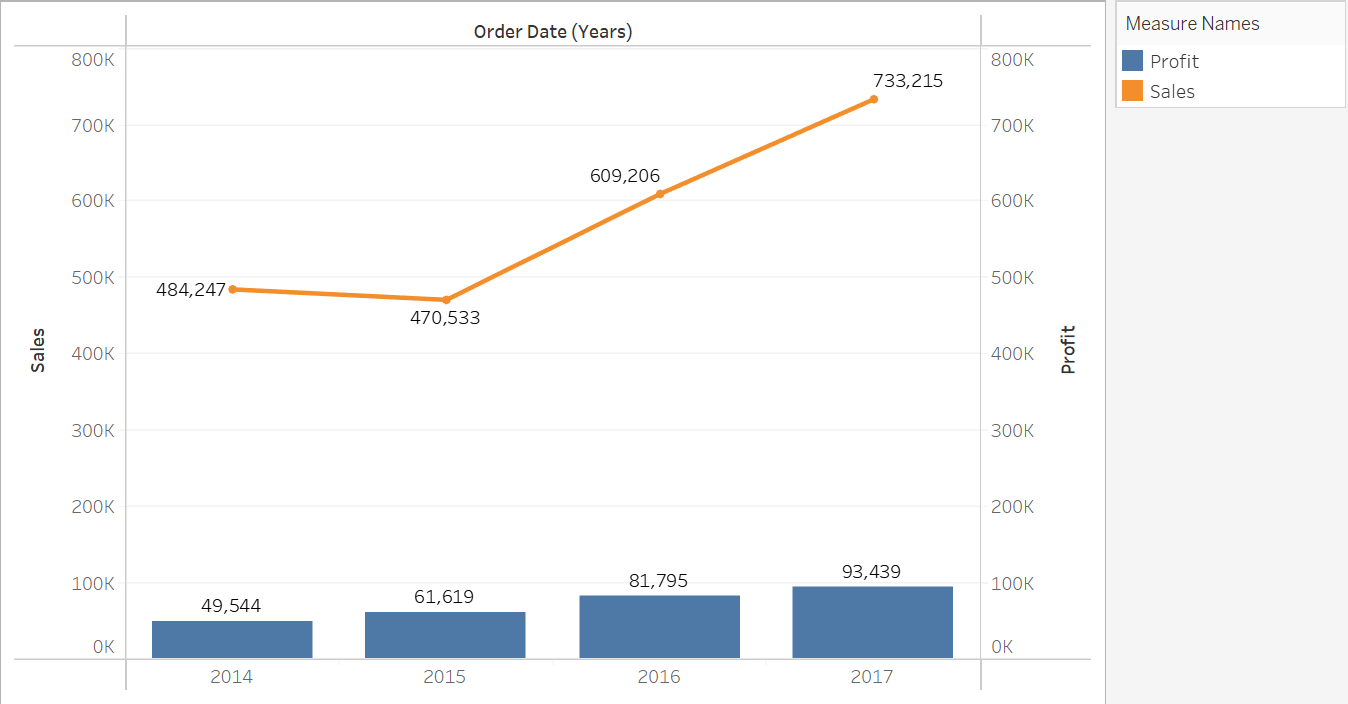 Order Date (Years)
Measure Names
Profit
Sales
800K
700K
600K
500K
400K
300K
200K
100K
0K
Sales
484,247
470,533
609,206
733,215
49,544
61,619
81,795
93,439
800K
700K
600K
500K
400K
300K
200K
100K
0K
Profit
2014
2015
2016
2017